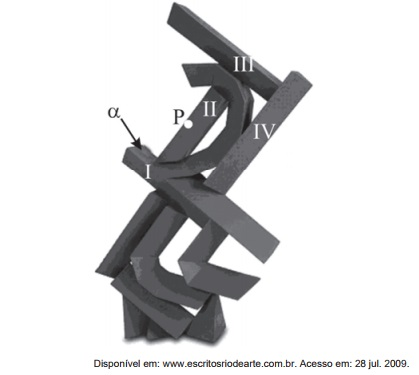 III
II
P
α
IV
I
Disponível em: www.escritosriodearte.com.br. Acesso em: 28 jul. 2009.